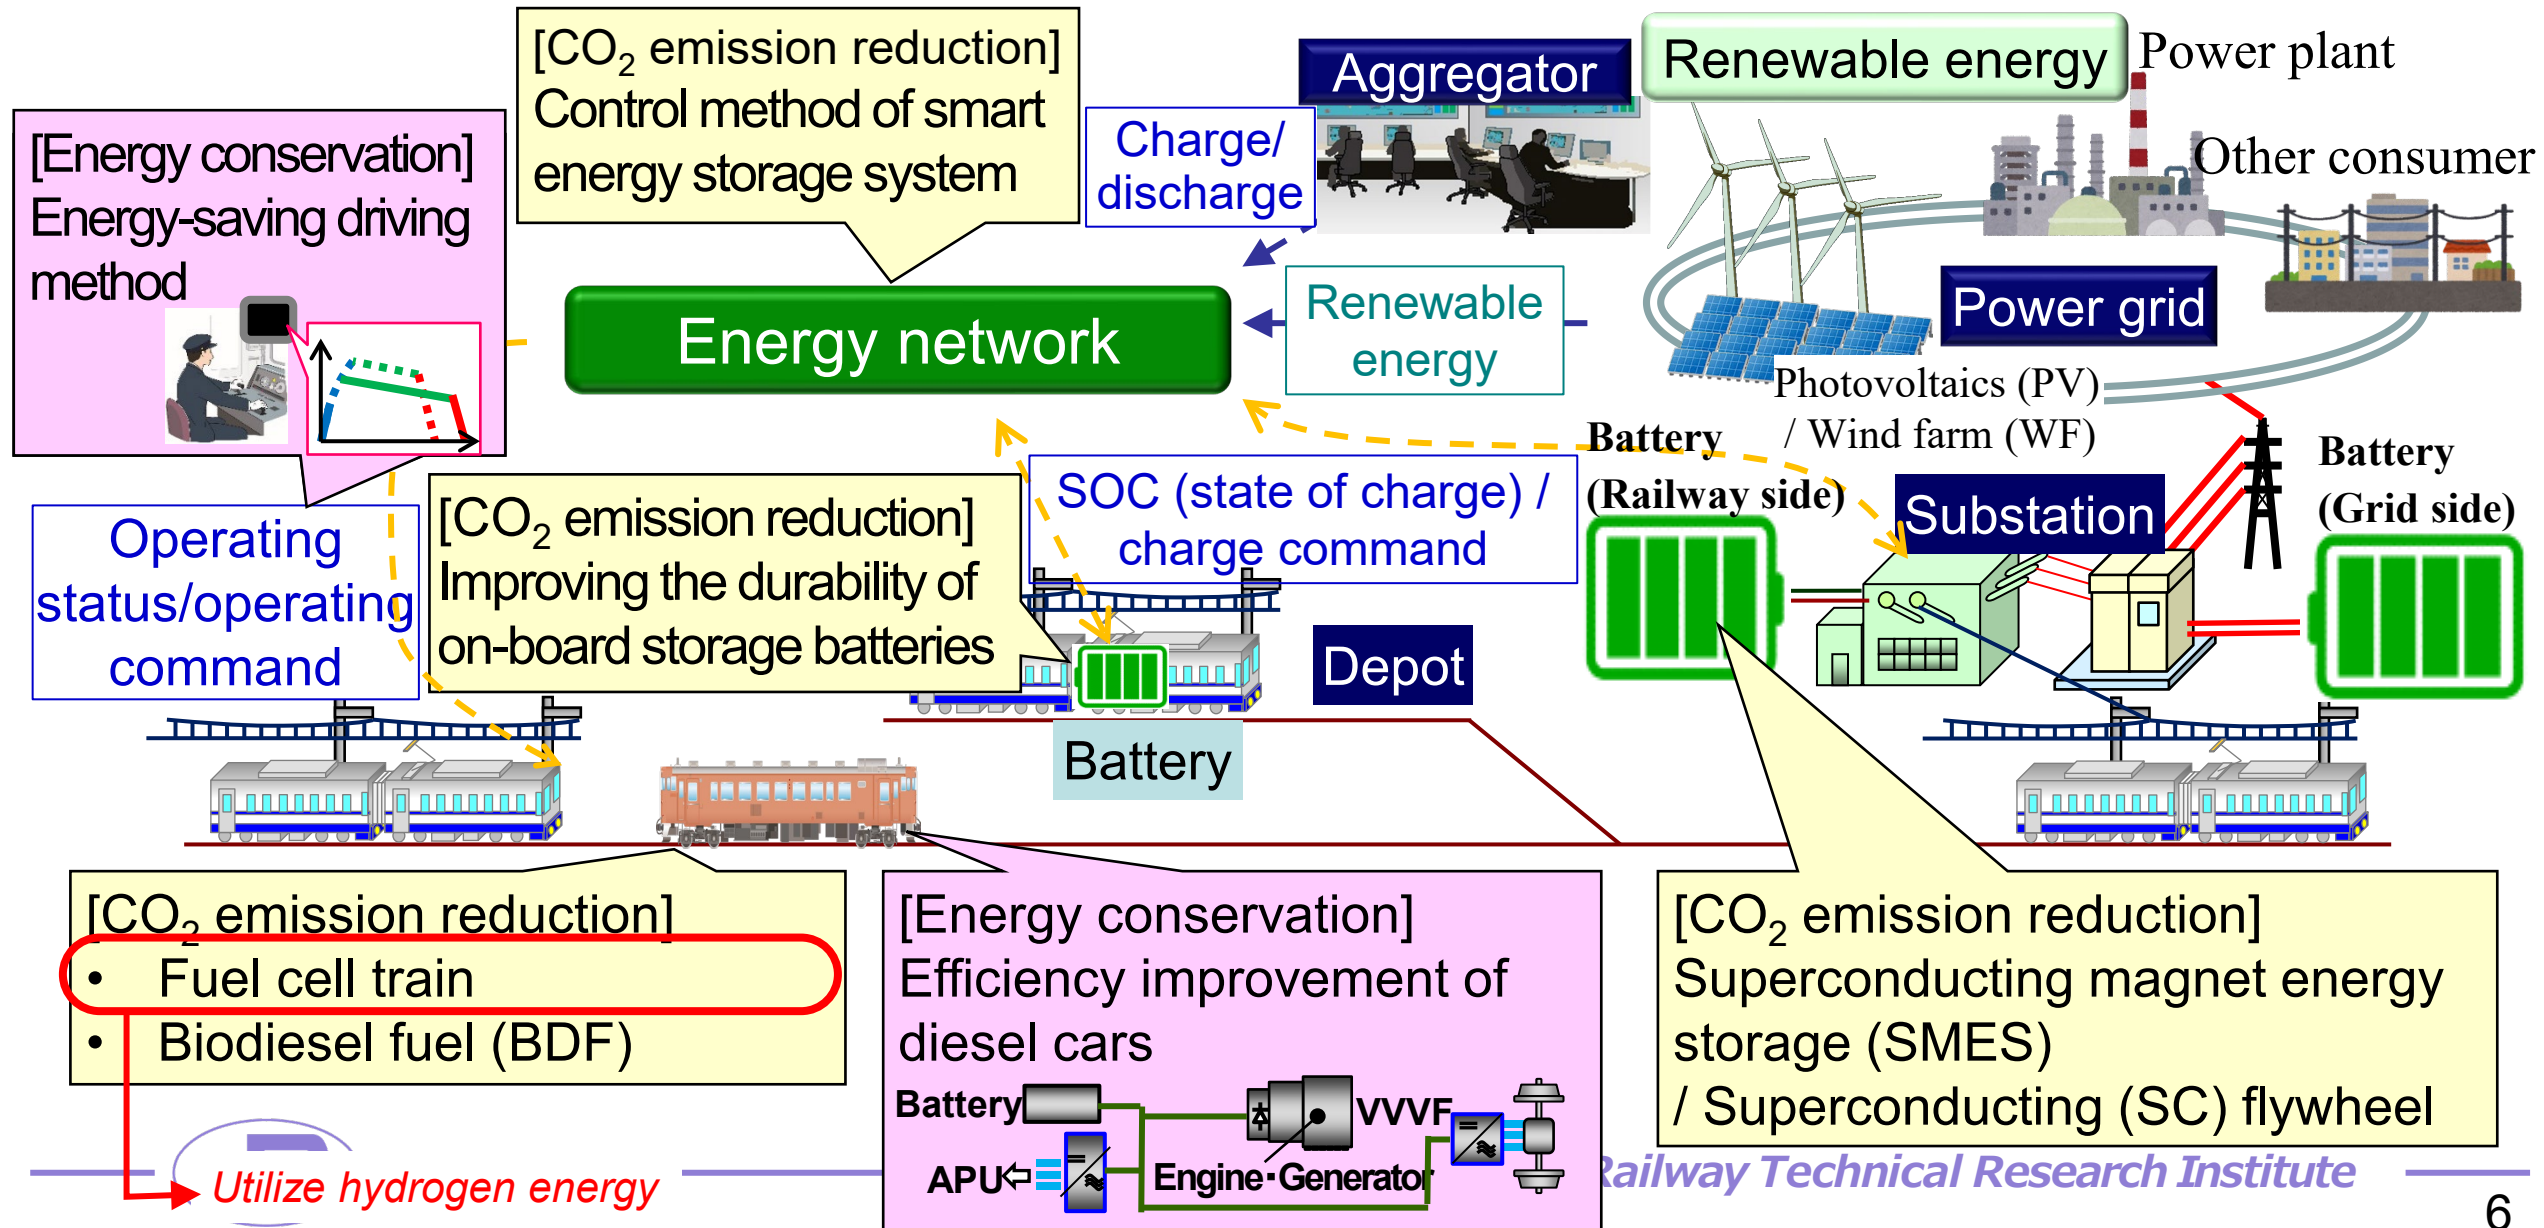 [CO₂ emission reduction]
Control method of smart
energy storage system
[Energy conservation]
Energy-saving driving
method
Aggregator
Charge/
discharge
Renewable energy
Power plant
Other consumer
Energy network
Renewable
energy
Power grid
Photovoltaics (PV)
/ Wind farm (WF)
Operating
status/operating
command
[CO₂ emission reduction]
Improving the durability of
on-board storage batteries
SOC (state of charge) /
charge command
Battery
(Railway side)
Substation
Battery
(Grid side)
Depot
Battery
[CO₂ emission reduction]
• Fuel cell train
• Biodiesel fuel (BDF)
Utilize hydrogen energy
[Energy conservation]
Efficiency improvement of
diesel cars
Battery
VVVF
APU
Engine･Generator
[CO₂ emission reduction]
Superconducting magnet energy
storage (SMES)
/ Superconducting (SC) flywheel
Railway Technical Research Institute
6